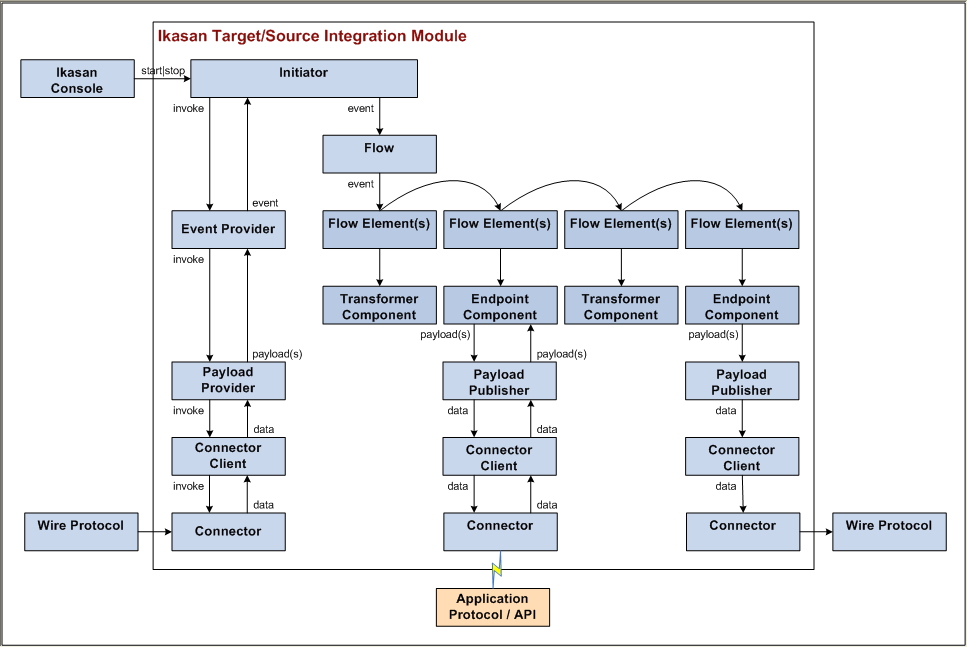 Ikasan Target/Source Integration Module
Ikasan
Console
start|stop
Initiator
invoke
event
Flow
event
event
Event Provider
Flow Element(s)
Flow Element(s)
Flow Element(s)
Flow Element(s)
invoke
Transformer
Component
Endpoint
Component
Transformer
Component
Endpoint
Component
payload(s)
payload(s)
payload(s)
payload(s)
Payload
Provider
Payload
Publisher
Payload
Publisher
invoke
data
data
data
data
Connector
Client
Connector
Client
Connector
Client
invoke
data
data
data
data
Wire Protocol
Connector
Connector
Connector
Wire Protocol
Application
Protocol / API